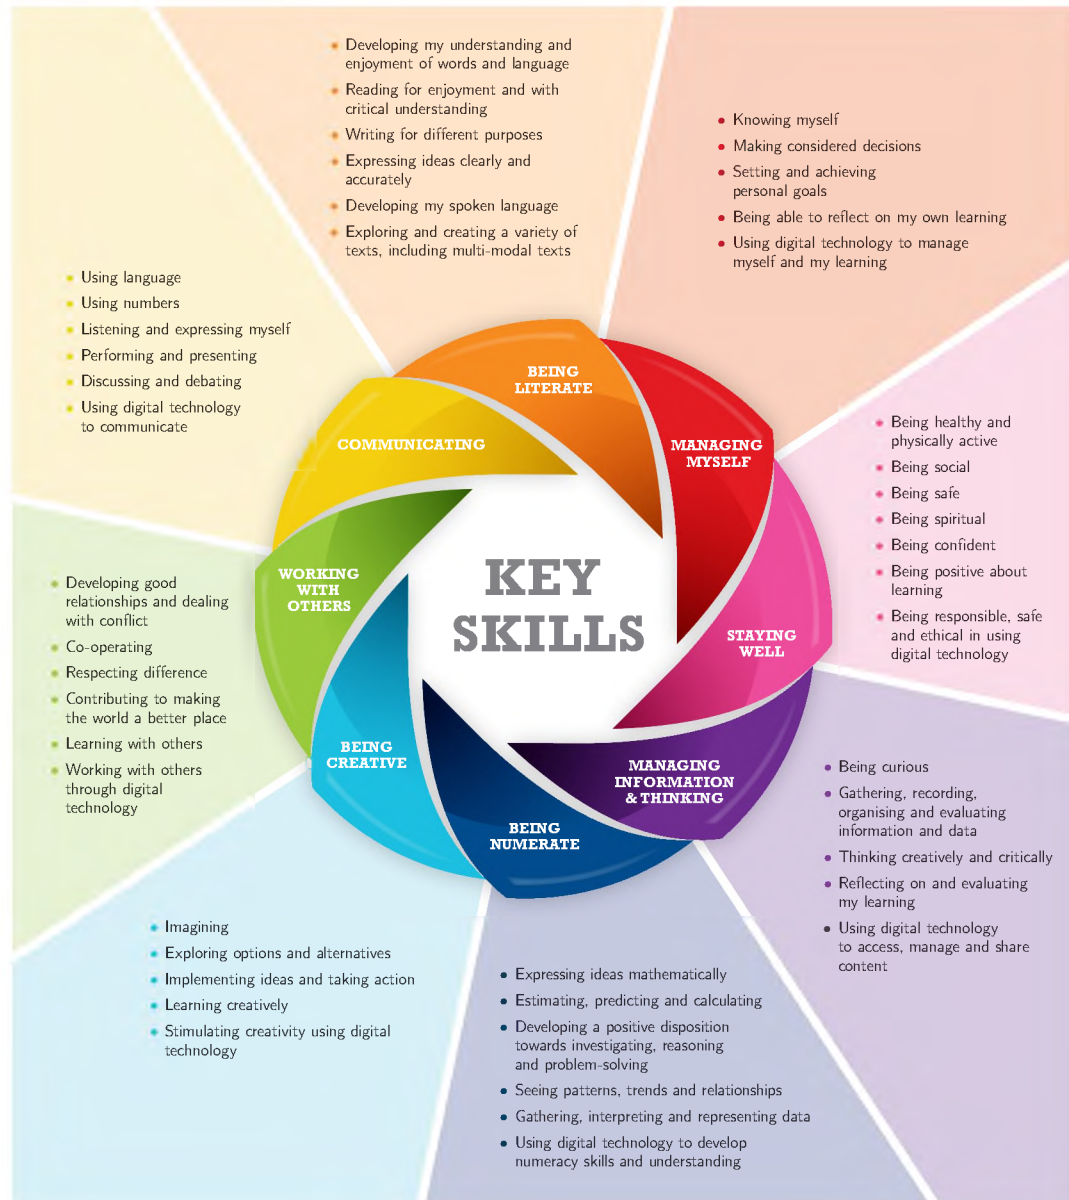 • Developing my understanding and
enjoyment of words and language
• Reading for enjoyment and with
critical understanding
• Writing for different purposes
• Expressing ideas clearly and
accurately
• Developing my spoken language
• Exploring and creating a variety of
texts, including multi-modal texts
• Knowing myself
• Making considered decisions
• Setting and achieving
personal goals
• Being able to reflect on my own learning
• Using digital technology to manage
myself and my learning
• Using language
• Using numbers
• Listening and expressing myself
• Performing and presenting
• Discussing and debating
• Using digital technology
to communicate
• Being healthy and
physically active
• Being social
• Being safe
• Being spiritual
• Being confident
• Being positive about
learning
• Being responsible, safe
and ethical in using
digital technology
BEING
LITERATE
MANAGING
MYSELF
COMMUNICATING
KEY
SKILLS
WORKING
WITH
OTHERS
STAYING
WELL
BEING
CREATIVE
MANAGING
INFORMATION
& THINKING
BEING
NUMERATE
• Developing good
relationships and dealing
with conflict
• Co-operating
• Respecting difference
• Contributing to making
the world a better place
• Learning with others
• Working with others
through digital
technology
• Being curious
• Gathering, recording,
organising and evaluating
information and data
• Thinking creatively and critically
• Reflecting on and evaluating
my learning
• Using digital technology
to access, manage and share
content
• Imagining
• Exploring options and alternatives
• Implementing ideas and taking action
• Learning creatively
• Stimulating creativity using digital
technology
• Expressing ideas mathematically
• Estimating, predicting and calculating
• Developing a positive disposition
towards investigating, reasoning
and problem-solving
• Seeing patterns, trends and relationships
• Gathering, interpreting and representing data
• Using digital technology to develop
numeracy skills and understanding